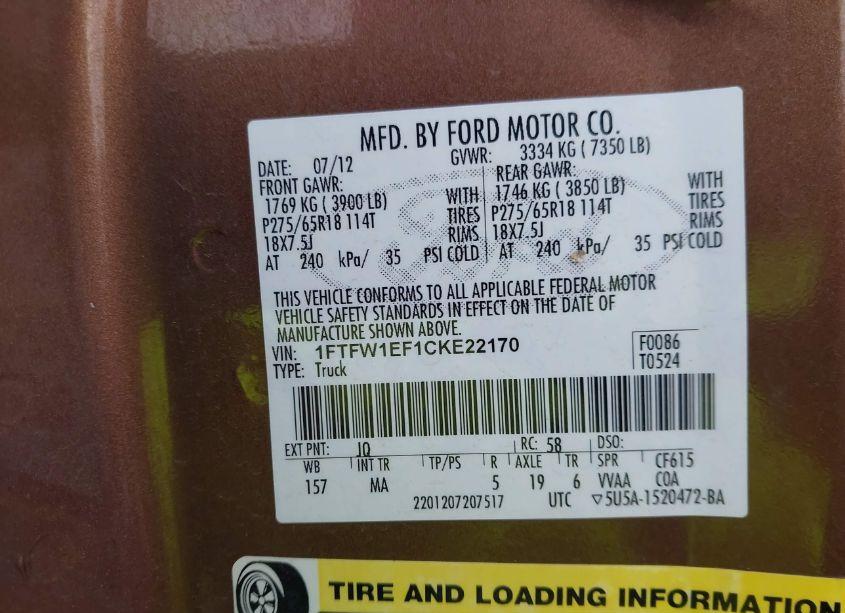 MFD. BY FORD MOTOR CO.
DATE: 07/12 GVWR: 3334 KG ( 7350 LB)
FRONT GAWR: REAR GAWR:
1769 KG ( 3900 LB) WITH 1746 KG ( 3850 LB) WITH
P275/65R18 114T TIRES P275/65R18 114T TIRES
18X7.5J RIMS 18X7.5J RIMS
AT 240 kPa/ 35 PSI COLD AT 240 kPa/ 35 PSI COLD
THIS VEHICLE CONFORMS TO ALL APPLICABLE FEDERAL MOTOR
VEHICLE SAFETY STANDARDS IN EFFECT ON THE DATE OF
MANUFACTURE SHOWN ABOVE.
VIN: 1FTFW1EF1CKE22170 F0086
TYPE: Truck T0524
EXT PNT: JQ RC: 58 DSO:
WB INT TR TP/PS R AXLE TR SPR CF615
157 MA 5 19 6 VVAA COA
2201207207517 UTC ▽5U5A-1520472-BA
TIRE AND LOADING INFORMATION